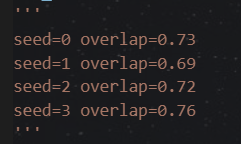 '''
seed=0 overlap=0.73
seed=1 overlap=0.69
seed=2 overlap=0.72
seed=3 overlap=0.76
'''